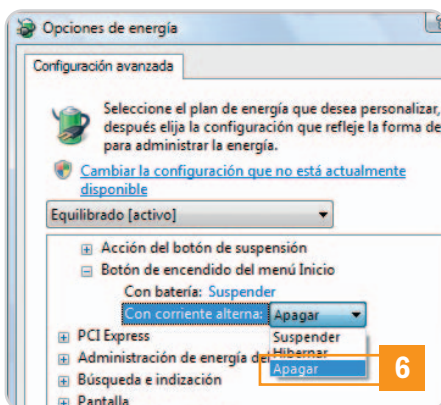 Opciones de energía
Configuración avanzada
Seleccione el plan de energía que desea personalizar,
después elija la configuración que refleje la forma de
para administrar la energía.
Cambiar la configuración que no está actualmente
disponible
Equilibrado [activo]
Acción del botón de suspensión
Botón de encendido del menú Inicio
Con batería: Suspender
Con corriente alterna: Apagar
PCI Express
Suspender
Administración de energía del
Hibernar
Apagar
6
Búsqueda e indización
Pantalla